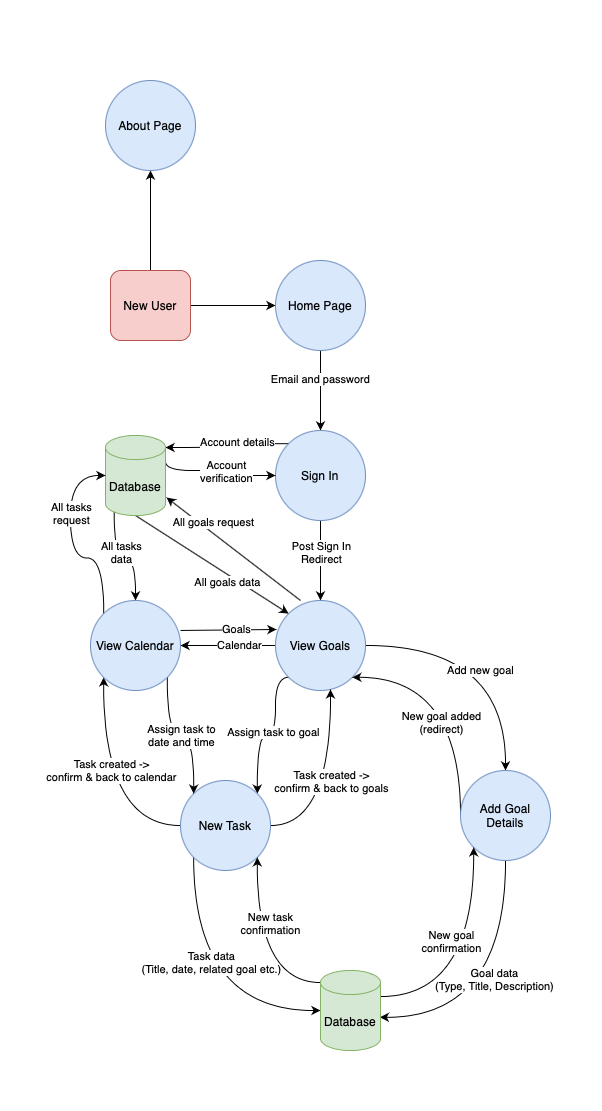 About Page
New User
Home Page
Email and password
Account details
Account
verification
Sign In
Database
All tasks
request
All goals request
All tasks
data
Post Sign In
Redirect
All goals data
View Calendar
Goals
Calendar
View Goals
Add new goal
New goal added
(redirect)
Assign task to
date and time
Assign task to goal
Task created ->
confirm & back to calendar
Task created ->
confirm & back to goals
New Task
Add Goal
Details
New task
confirmation
New goal
confirmation
Task data
(Title, date, related goal etc.)
Goal data
(Type, Title, Description)
Database